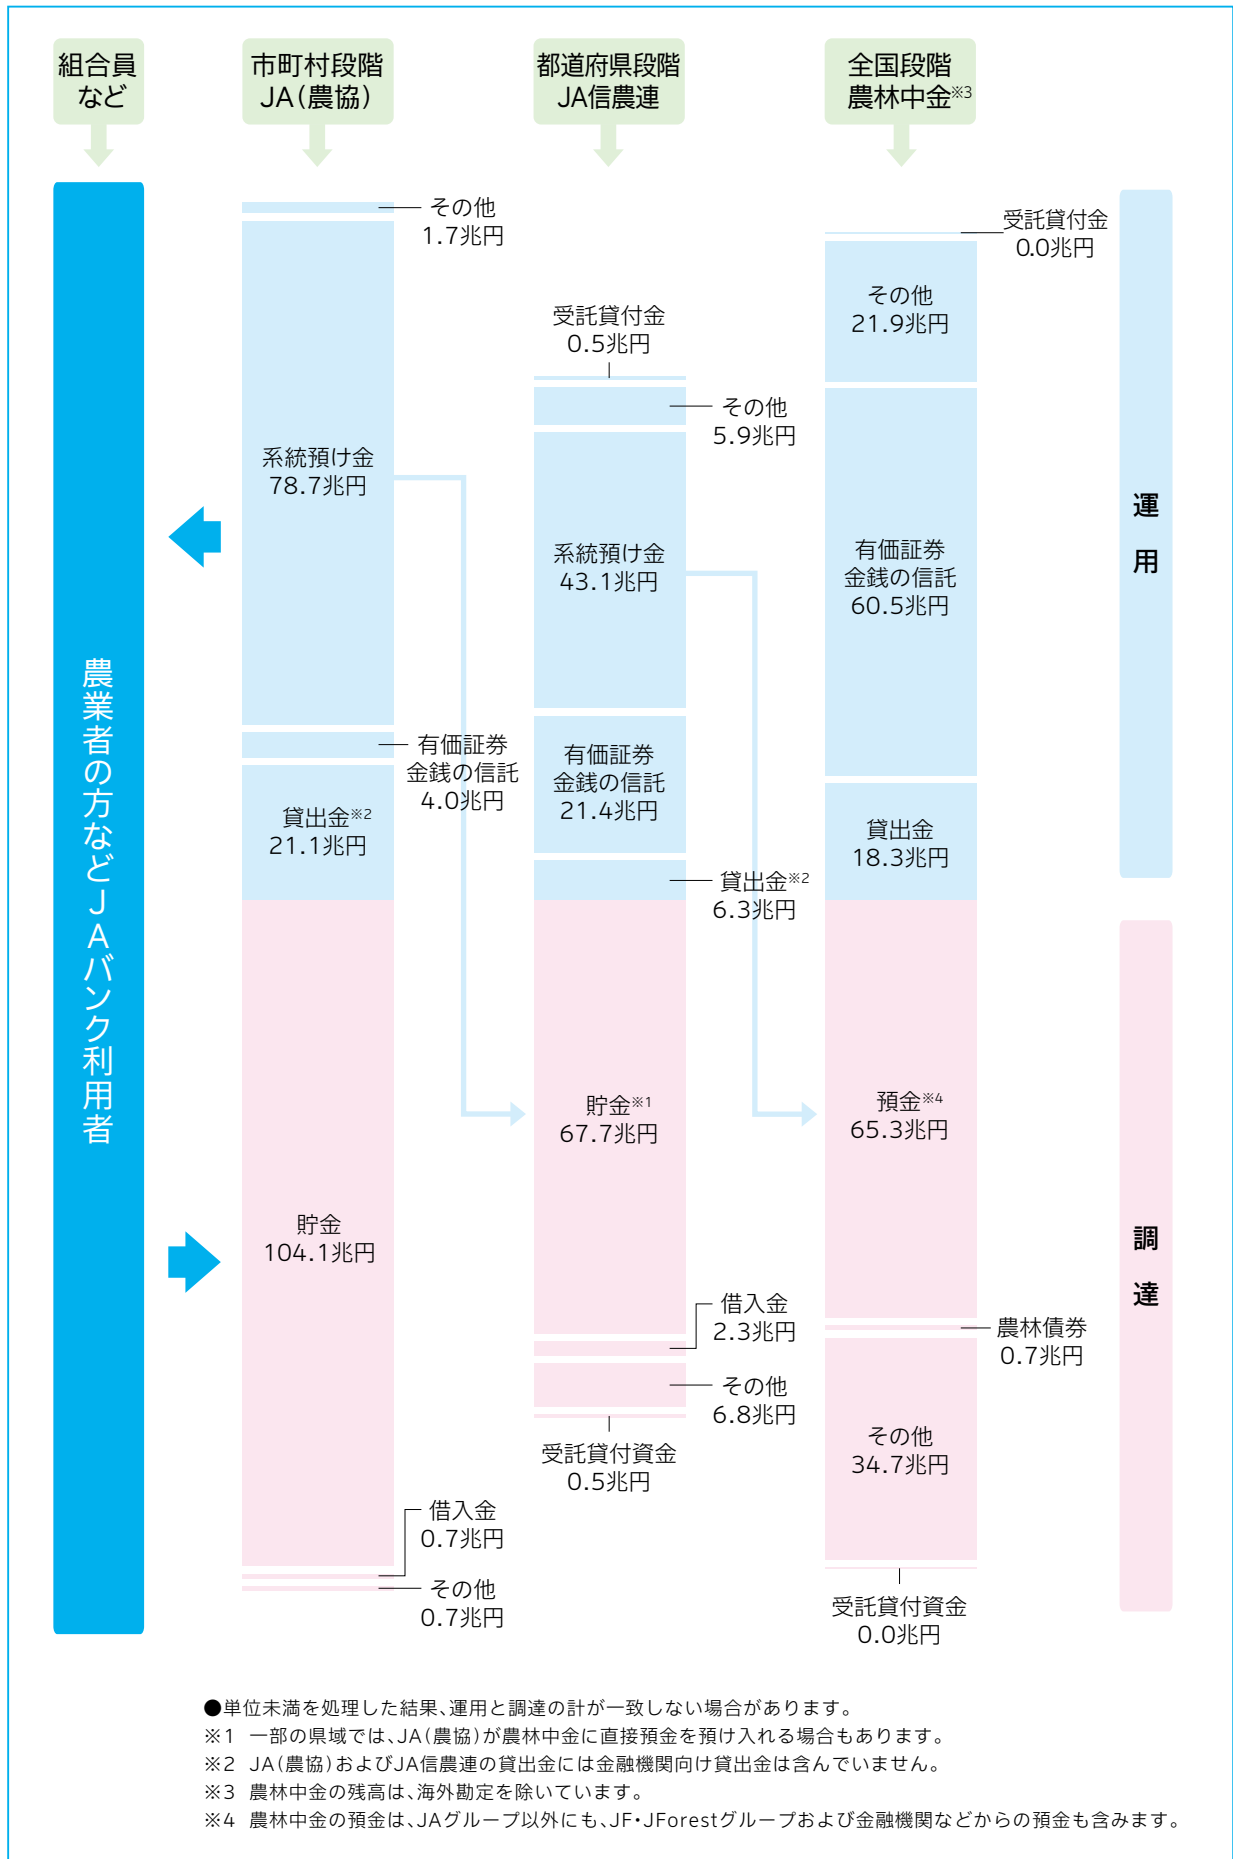 組合員
など
市町村段階
JA(農協)
都道府県段階
JA信農連
全国段階
農林中金※3
農業者の方などJAバンク利用者
その他
1.7兆円
系統預け金
78.7兆円
有価証券
金銭の信託
4.0兆円
貸出金※2
21.1兆円
貯金
104.1兆円
借入金
0.7兆円
その他
0.7兆円
受託貸付金
0.5兆円
その他
5.9兆円
系統預け金
43.1兆円
有価証券
金銭の信託
21.4兆円
貸出金※2
6.3兆円
貯金※1
67.7兆円
借入金
2.3兆円
その他
6.8兆円
受託貸付資金
0.5兆円
受託貸付金
0.0兆円
その他
21.9兆円
有価証券
金銭の信託
60.5兆円
貸出金
18.3兆円
預金※4
65.3兆円
農林債券
0.7兆円
その他
34.7兆円
受託貸付資金
0.0兆円
運用
調達
●単位未満を処理した結果、運用と調達の計が一致しない場合があります。
※1 一部の県域では、JA(農協)が農林中金に直接預金を預け入れる場合もあります。
※2 JA(農協)およびJA信農連の貸出金には金融機関向け貸出金は含んでいません。
※3 農林中金の残高は、海外勘定を除いています。
※4 農林中金の預金は、JAグループ以外にも、JF・JForestグループおよび金融機関などからの預金も含みます。